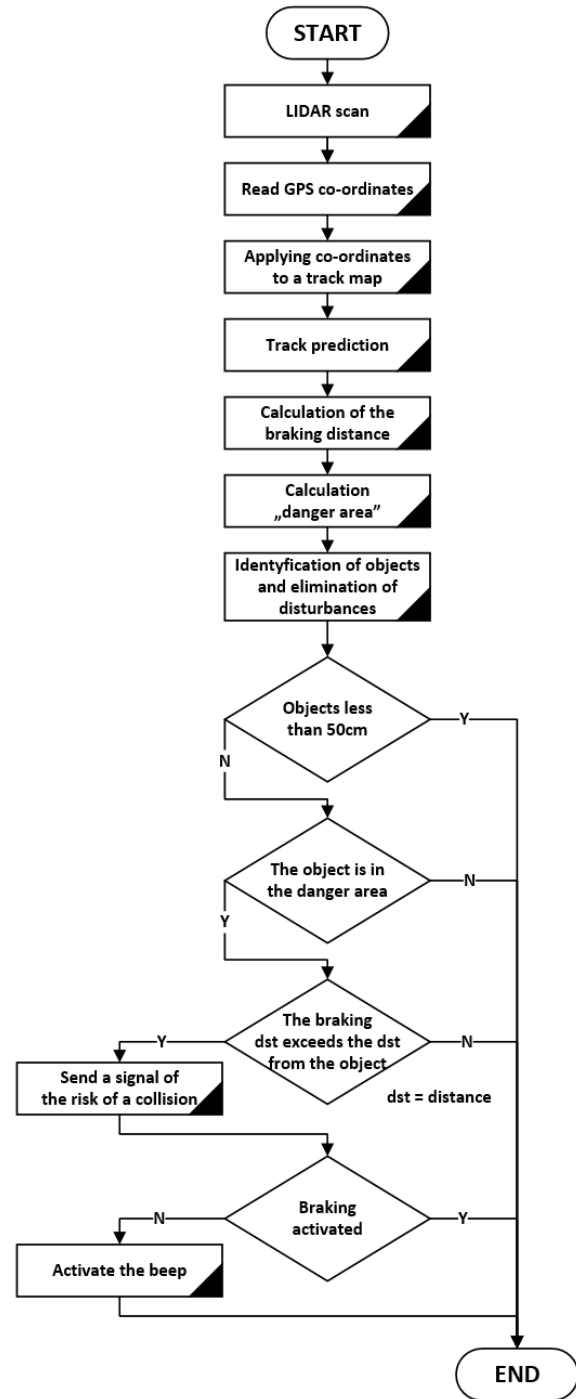 START
LIDAR scan
Read GPS co-ordinates
Applying co-ordinates
to a track map
Track prediction
Calculation of the
braking distance
Calculation
„danger area”
Identyfication of objects
and elimination of
disturbances
Objects less
than 50cm
Y
N
The object is in
the danger area
N
Y
The braking
dst exceeds the dst
from the object
Y
N
Send a signal of
the risk of a collision
dst = distance
Braking
activated
N
Y
Activate the beep
END